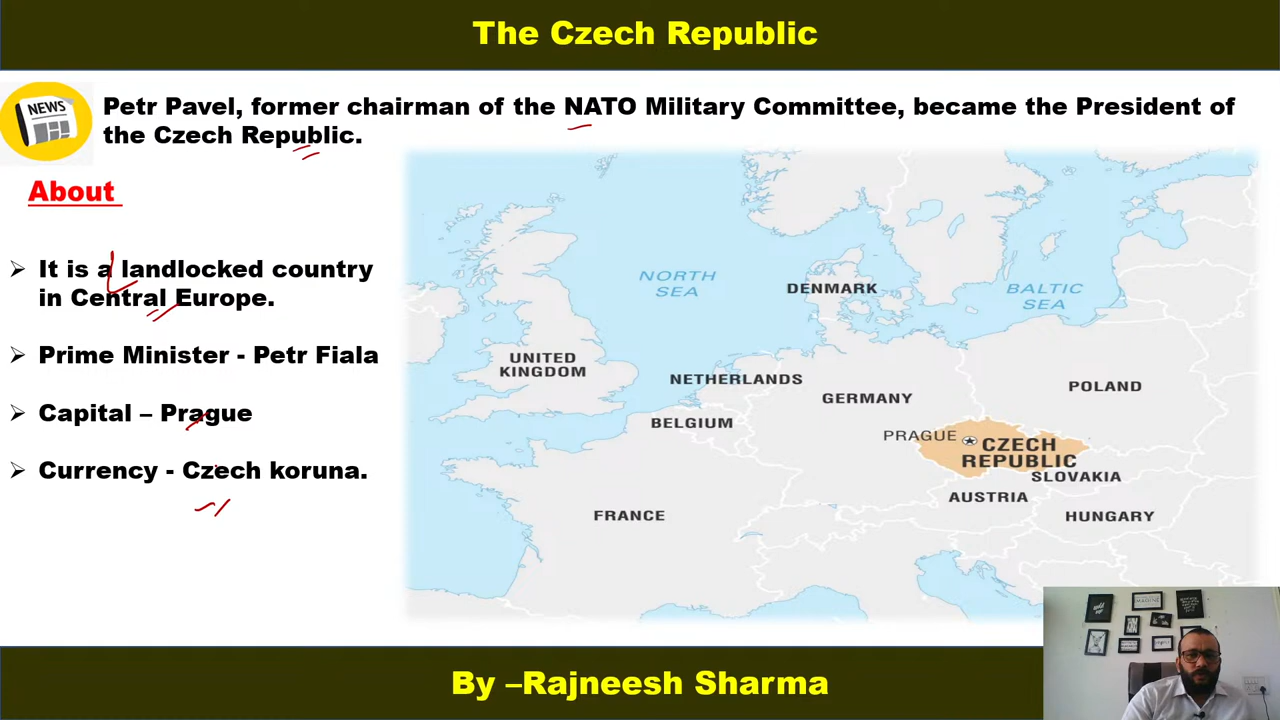 The Czech Republic
NEWS
Petr Pavel, former chairman of the NATO Military Committee, became the President of
the Czech Republic.
About
It is a landlocked country
in Central Europe.
Prime Minister - Petr Fiala
Capital – Prague
Currency - Czech koruna.
NORTH
SEA
BALTIC
SEA
DENMARK
UNITED
KINGDOM
NETHERLANDS
POLAND
GERMANY
BELGIUM
PRAGUE
CZECH
REPUBLIC
SLOVAKIA
AUSTRIA
FRANCE
HUNGARY
By –Rajneesh Sharma